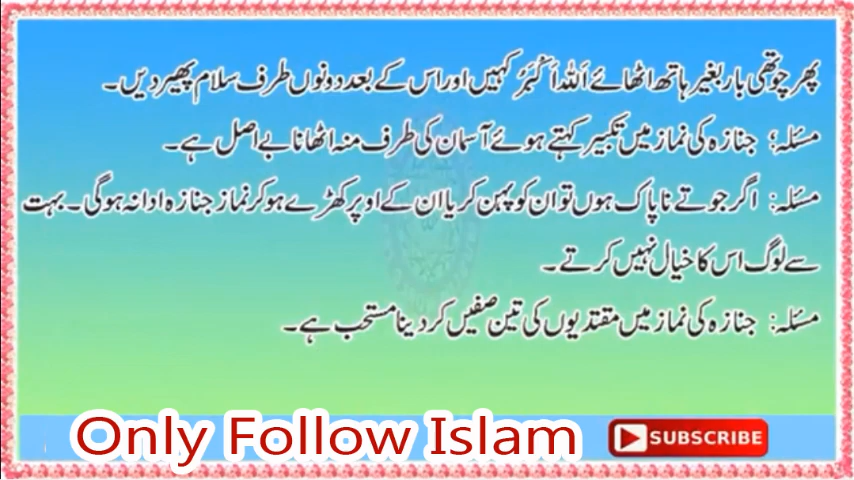 پھر چوتھی بار بغیر ہاتھ اٹھائے اَللہُ اَکْبَرُ کہیں اور اس کے بعد دونوں طرف سلام پھیر دیں۔
مسئلہ: جنازہ کی نماز میں تکبیر کہتے ہوئے آسمان کی طرف منہ اٹھانا بے اصل ہے۔
مسئلہ: اگر جوتے ناپاک ہوں تو ان کو پہن کر یا ان کے اوپر کھڑے ہو کر نماز جنازہ ادا نہ ہوگی۔ بہت
سے لوگ اس کا خیال نہیں کرتے۔
مسئلہ: جنازہ کی نماز میں مقتدیوں کی تین صفیں کر دینا مستحب ہے۔
Only Follow Islam
SUBSCRIBE